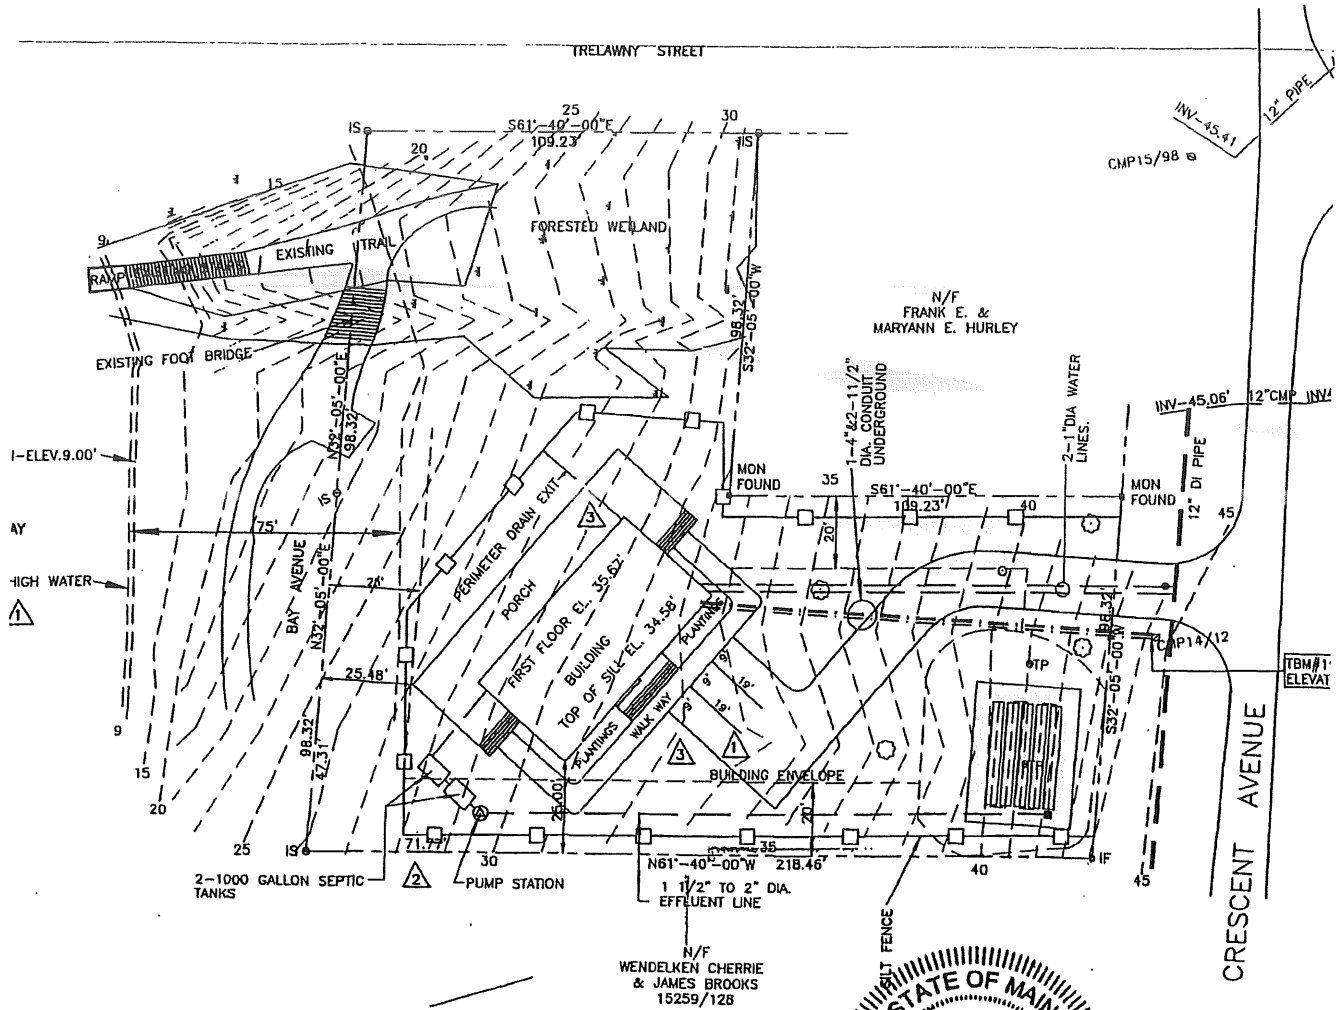 TRELAWNY STREET
INV-45.41
12" PIPE
CMP15/98
IS
S61°-40'-00"E
109.23'
25
30
IS
20
15
9
FORESTED WETLAND
EXISTING TRAIL
RAMP
EXISTING FOOT BRIDGE
N32°-05'-00"E
98.32'
98.32'
S32°-05'-00"W
N/F
FRANK E. &
MARYANN E. HURLEY
1-4"&2-11/2"
DIA. CONDUIT
UNDERGROUND
2-1"DIA WATER
LINES.
INV-45.06'
12"CMP
12" DI PIPE
45
MON
FOUND
35
S61°-40'-00"E
109.23'
40
MON
FOUND
20'
-ELEV.9.00'
75'
HIGH WATER
1
IS
BAY AVENUE
N32°-05'-00"E
25.48'
98.32'
47.31'
PERIMETER DRAIN EXIT
3
PORCH
FIRST FLOOR EL. 35.67'
BUILDING
TOP OF SILL EL. 34.58'
PLANTINGS
PLANTINGS
WALK WAY
9'
9'
9'
19'
19'
3
1
BUILDING ENVELOPE
25.00'
20'
TP
TP
98.32'
S32°-05'-00"W
CMP14/12
TBM#1
ELEVAT
CRESCENT AVENUE
9
15
20
25
IS
71.77'
30
2
2-1000 GALLON SEPTIC
TANKS
PUMP STATION
N61°-40'-00"W 218.46'
35
1 1/2" TO 2" DIA.
EFFLUENT LINE
40
45
IF
SILT FENCE
N/F
WENDELKEN CHERRIE
& JAMES BROOKS
15259/128
STATE OF MAIN